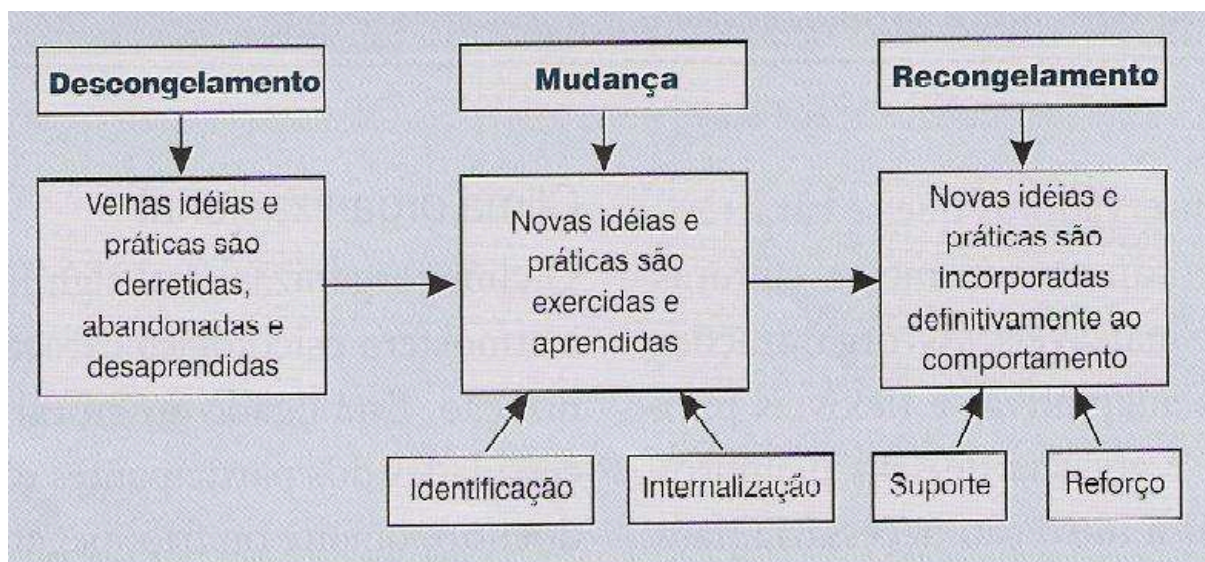 Descongelamento
Mudança
Recongelamento
Velhas idéias e
práticas são
derretidas,
abandonadas e
desaprendidas
Novas idéias e
práticas são
exercidas e
aprendidas
Novas idéias e
práticas são
incorporadas
definitivamente ao
comportamento
Identificação
Internalização
Suporte
Reforço